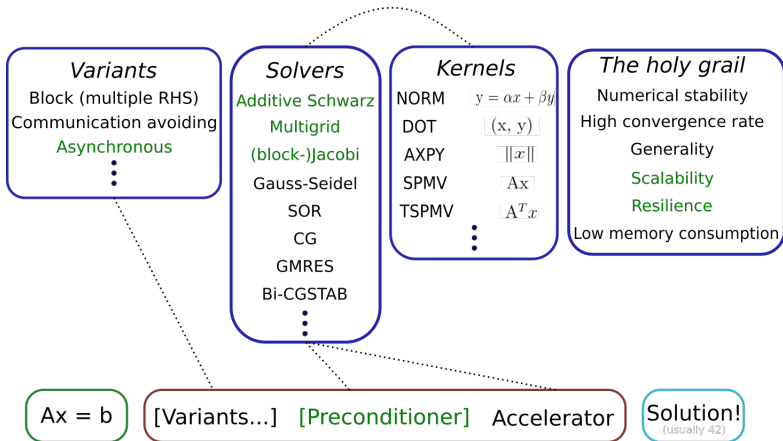 Variants
Block (multiple RHS)
Communication avoiding
Asynchronous
Solvers
Additive Schwarz
Multigrid
(block-)Jacobi
Gauss-Seidel
SOR
CG
GMRES
Bi-CGSTAB
Kernels
NORM y = αx + βy
DOT (x, y)
AXPY ||x||
SPMV Ax
TSPMV Aᵀx
The holy grail
Numerical stability
High convergence rate
Generality
Scalability
Resilience
Low memory consumption
Ax = b
[Variants...] [Preconditioner] Accelerator
Solution!
(usually 42)